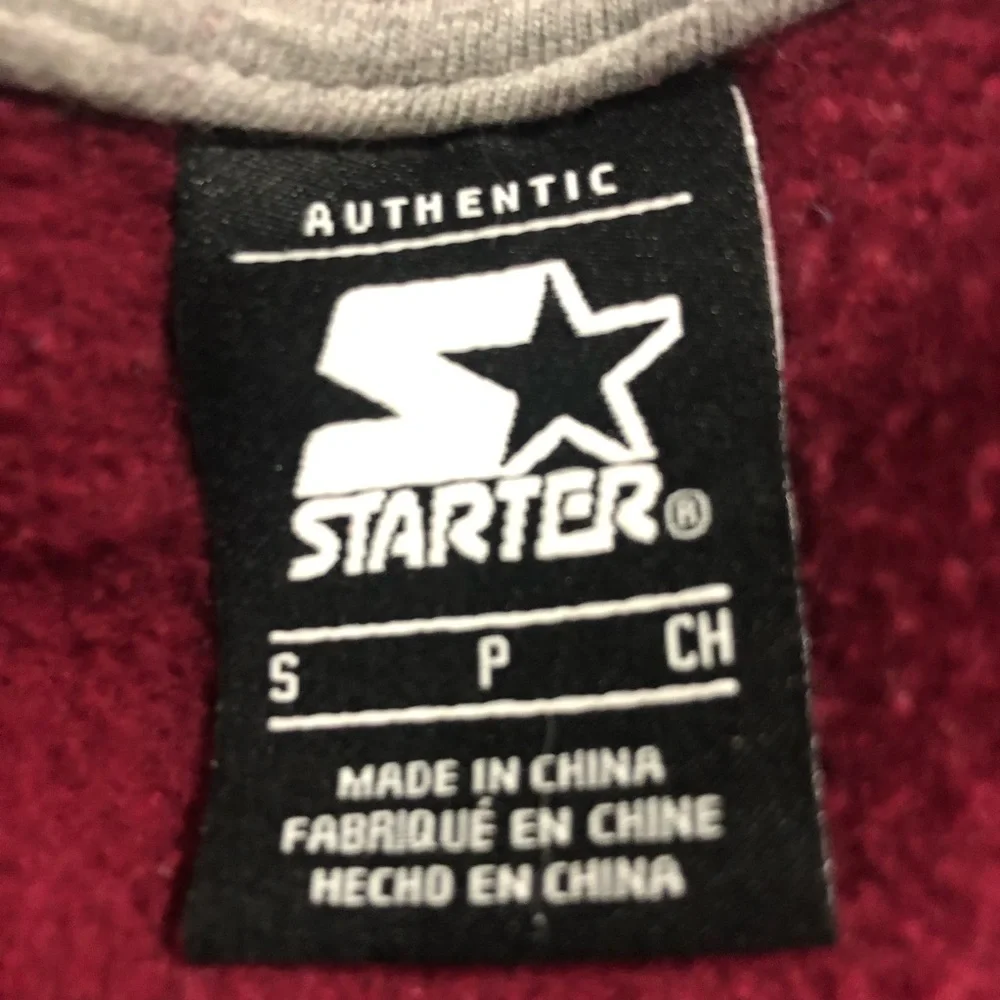 AUTHENTIC
STARTER®
S P CH
MADE IN CHINA
FABRIQUÉ EN CHINE
HECHO EN CHINA